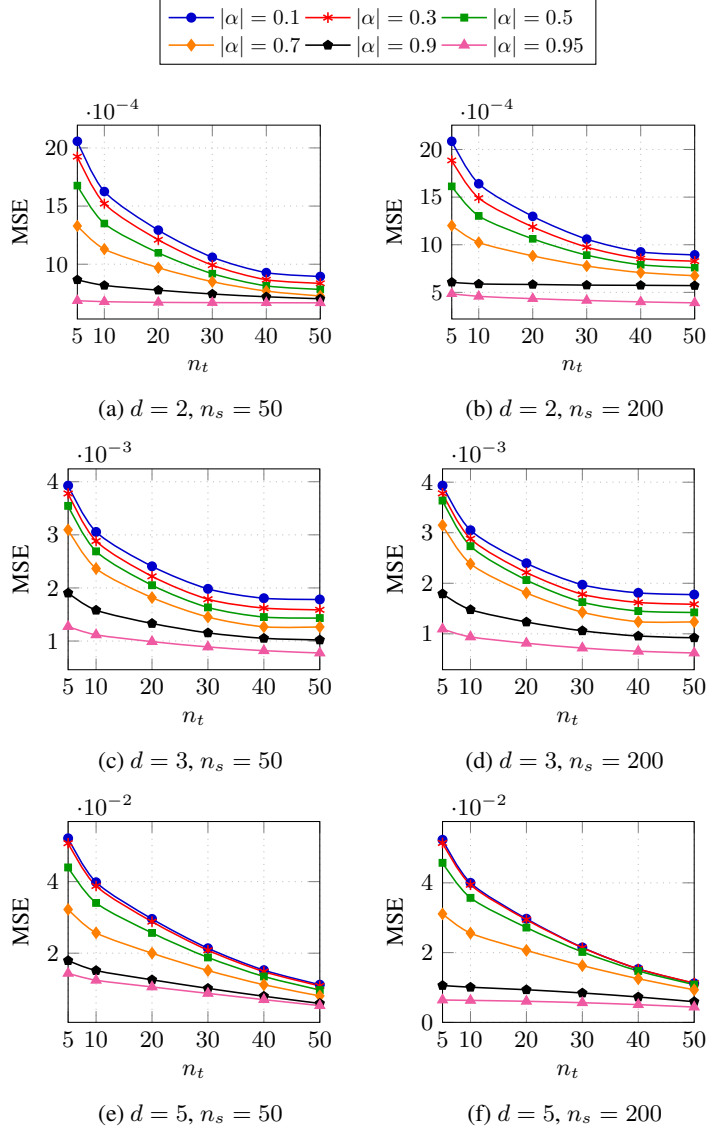 |α| = 0.1 |α| = 0.3 |α| = 0.5
|α| = 0.7 |α| = 0.9 |α| = 0.95
·10⁻⁴
MSE
20
15
10
5 10 20 30 40 50
n_t
(a) d = 2, n_s = 50
·10⁻⁴
MSE
20
15
10
5
5 10 20 30 40 50
n_t
(b) d = 2, n_s = 200
·10⁻³
MSE
4
3
2
1
5 10 20 30 40 50
n_t
(c) d = 3, n_s = 50
·10⁻³
MSE
4
3
2
1
5 10 20 30 40 50
n_t
(d) d = 3, n_s = 200
·10⁻²
MSE
4
2
5 10 20 30 40 50
n_t
(e) d = 5, n_s = 50
·10⁻²
MSE
4
2
0
5 10 20 30 40 50
n_t
(f) d = 5, n_s = 200